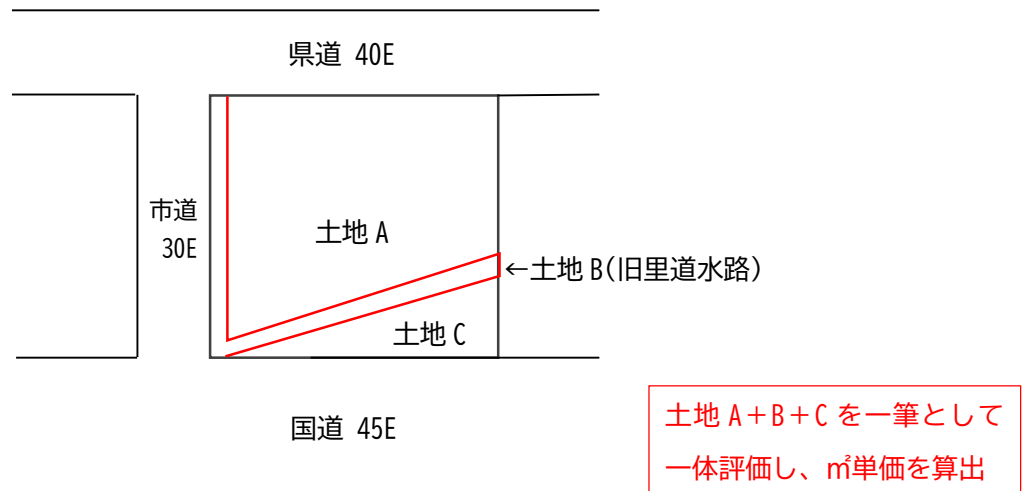 県道 40E
市道
30E
土地 A
←土地 B(旧里道水路)
土地 C
国道 45E
土地 A+B+C を一筆として
一体評価し、㎡単価を算出